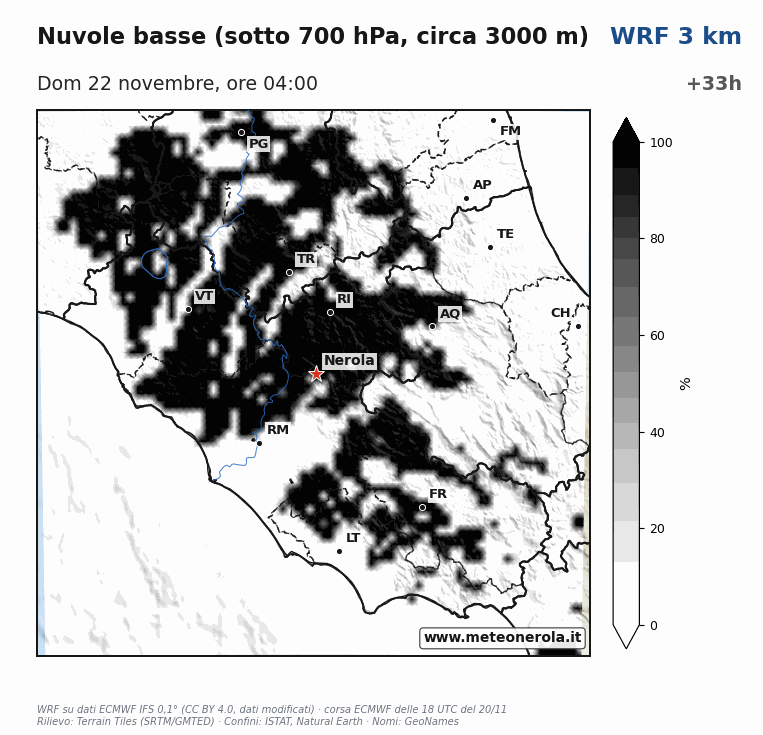 Nuvole basse (sotto 700 hPa, circa 3000 m) WRF 3 km
Dom 22 novembre, ore 04:00 +33h
FM
PG
AP
TE
TR
VT
RI
AQ
CH
Nerola
RM
FR
LT
100
80
60
40
20
0
%
www.meteonerola.it
WRF su dati ECMWF IFS 0,1° (CC BY 4.0, dati modificati) · corsa ECMWF delle 18 UTC del 20/11
Rilievo: Terrain Tiles (SRTM/GMTED) · Confini: ISTAT, Natural Earth · Nomi: GeoNames